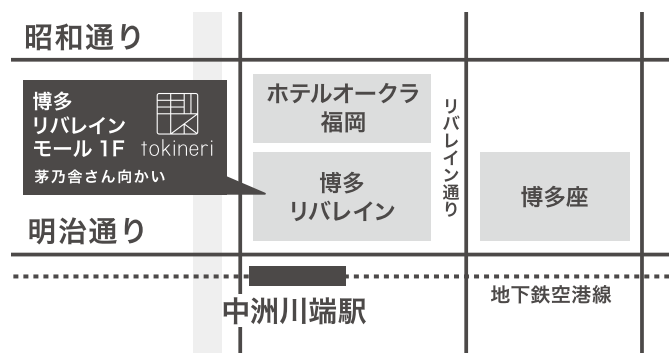 昭和通り
博多
リバレイン
モール 1F
tokineri
茅乃舎さん向かい
ホテルオークラ
福岡
リバレイン通り
博多
リバレイン
博多座
明治通り
地下鉄空港線
中洲川端駅